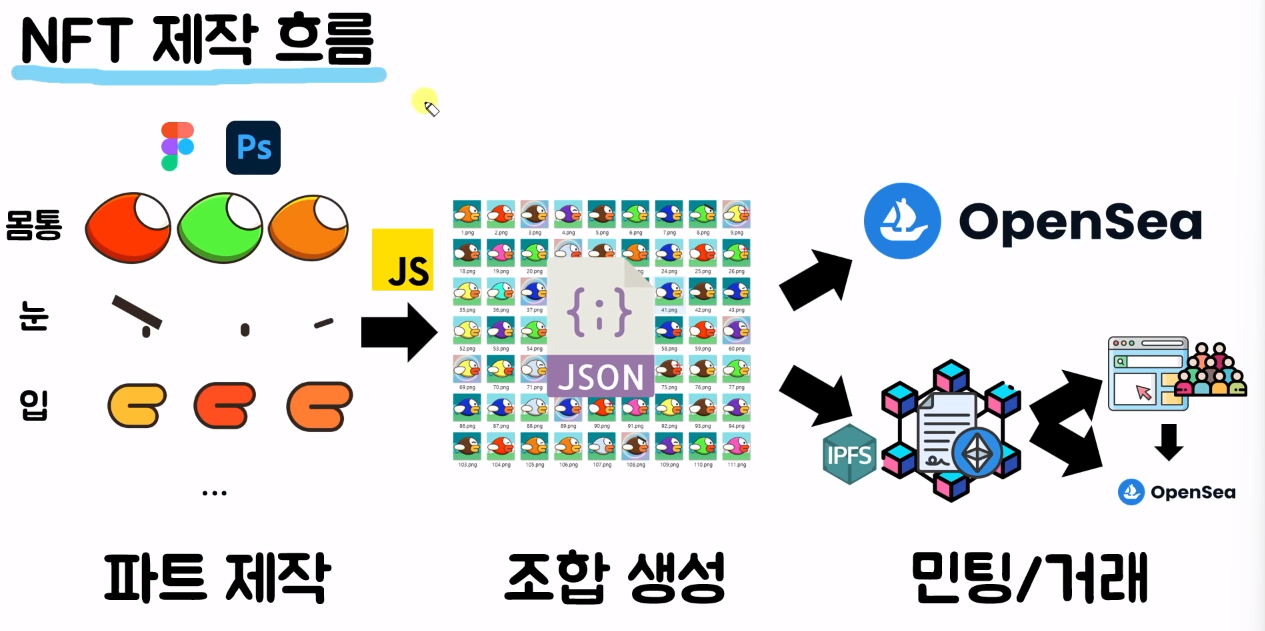 NFT 제작 흐름
Ps
몸통
눈
입
...
JS
1.png 2.png 3.png 4.png 5.png 6.png 7.png 8.png 9.png
18.png 19.png 20.png 24.png 25.png 26.png
35.png 36.png 37.png 41.png 42.png 43.png
52.png 53.png 54.png 58.png 59.png 60.png
69.png 70.png 71.png 75.png 76.png 77.png
86.png 87.png 88.png 89.png 90.png 91.png 92.png 93.png 94.png
103.png 104.png 105.png 106.png 107.png 108.png 109.png 110.png 111.png
{;}
JSON
OpenSea
IPFS
OpenSea
파트 제작
조합 생성
민팅/거래